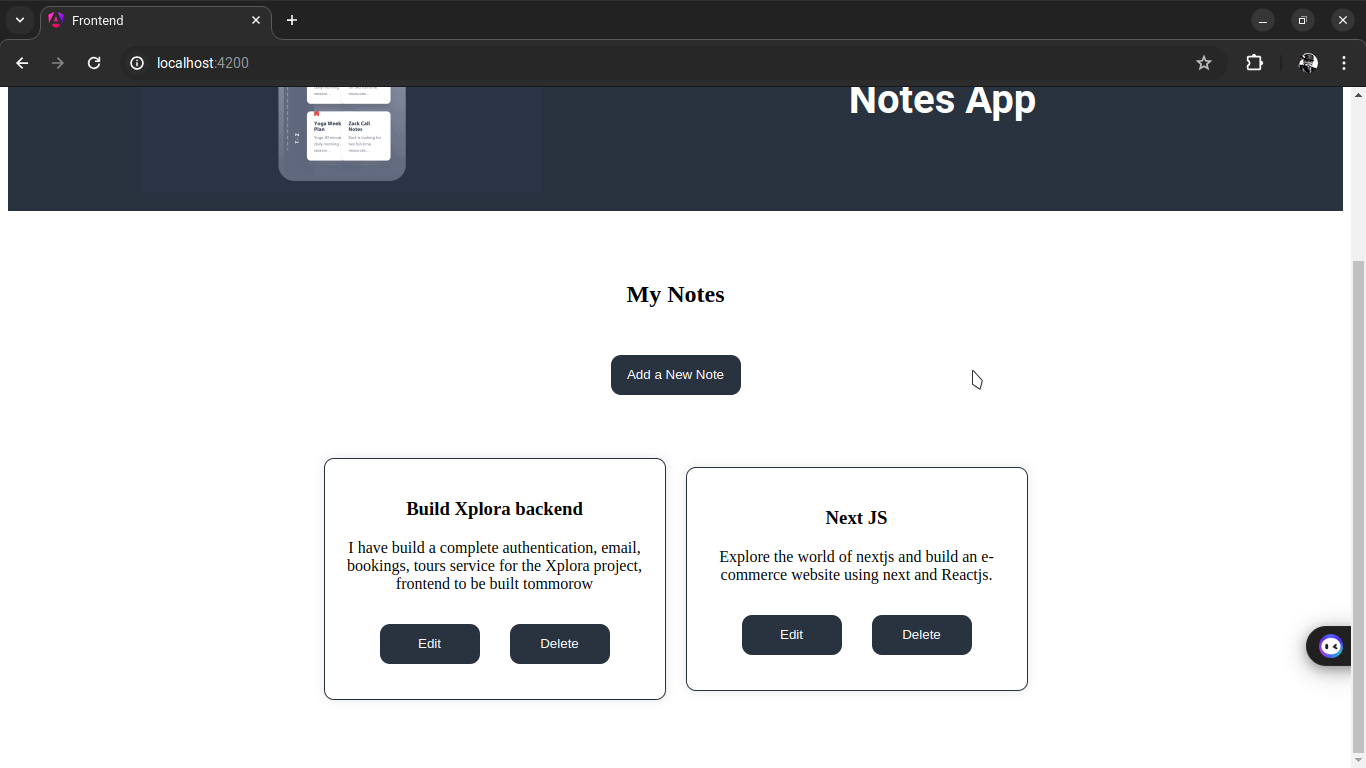 Frontend
localhost:4200
Notes App
Yoga Week Zack Call
Plan Notes
My Notes
Add a New Note
Build Xplora backend
I have build a complete authentication, email,
bookings, tours service for the Xplora project,
frontend to be built tommorow
Edit Delete
Next JS
Explore the world of nextjs and build an e-
commerce website using next and Reactjs.
Edit Delete